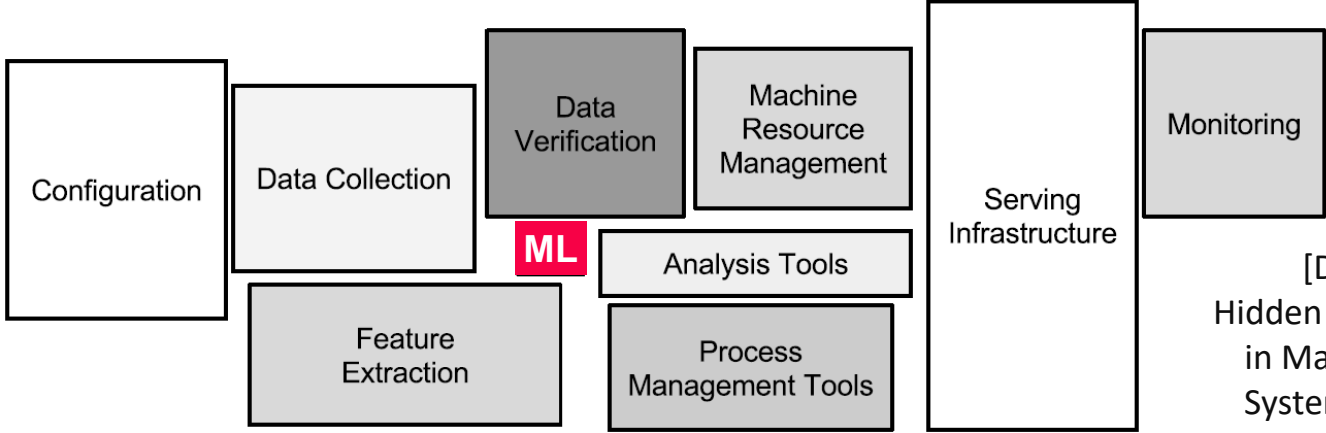 Configuration
Data Collection
Data
Verification
Machine
Resource
Management
Serving
Infrastructure
Monitoring
ML
Analysis Tools
Feature
Extraction
Process
Management Tools
[D
Hidden
in Ma
System